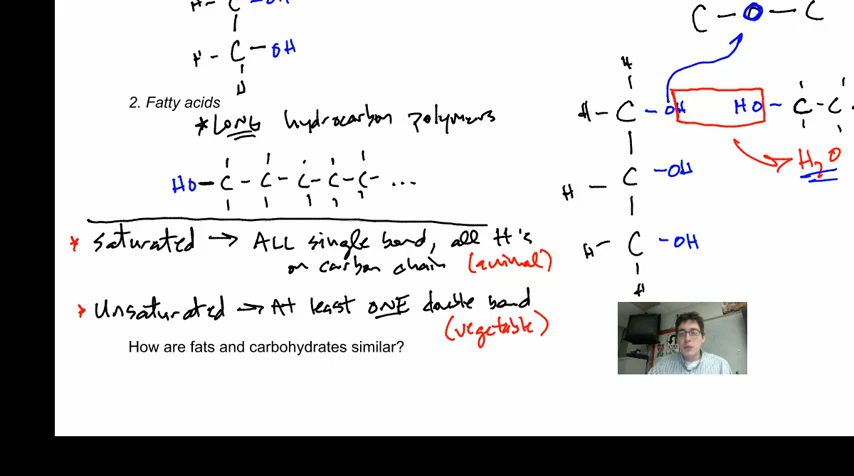 H - C - OH
H - C - OH
H
2. Fatty acids
* LONG hydrocarbon polymers
HO - C - C - C - C - C - ...
* Saturated → ALL single bond, all H's
on carbon chain (animal)
* Unsaturated → At least ONE double bond
(vegetable)
How are fats and carbohydrates similar?
C - O - C
H
H - C - OH HO - C - C
H2O
H - C - OH
H - C - OH
H